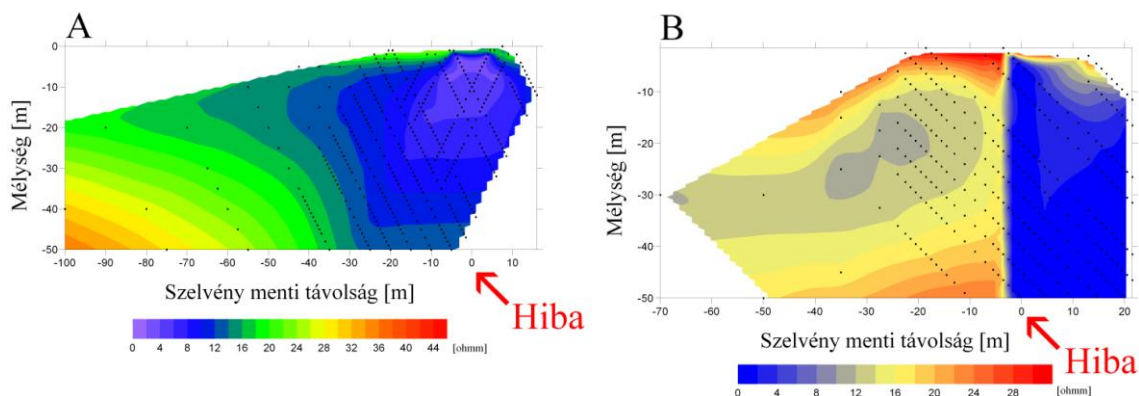 A
Mélység [m]
0
-10
-20
-30
-40
-50
-100 -90 -80 -70 -60 -50 -40 -30 -20 -10 0 10
Szelvény menti távolság [m]
Hiba
0 4 8 12 16 20 24 28 32 36 40 44 [ohmm]
B
Mélység [m]
-10
-20
-30
-40
-50
-70 -60 -50 -40 -30 -20 -10 0 10 20
Szelvény menti távolság [m]
Hiba
0 4 8 12 16 20 24 28 [ohmm]